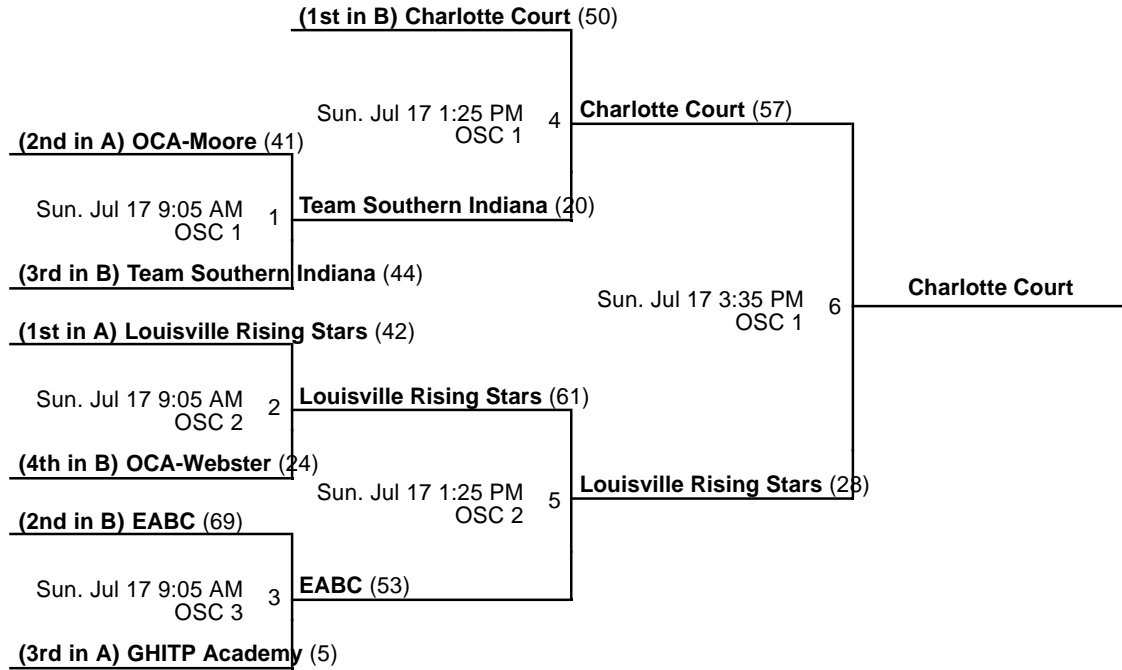 (1st in B) Charlotte Court (50)
Sun. Jul 17 1:25 PM
OSC 1
4
Charlotte Court (57)
(2nd in A) OCA-Moore (41)
Sun. Jul 17 9:05 AM
OSC 1
1
Team Southern Indiana (20)
(3rd in B) Team Southern Indiana (44)
Charlotte Court
Sun. Jul 17 3:35 PM
OSC 1
6
(1st in A) Louisville Rising Stars (42)
Sun. Jul 17 9:05 AM
OSC 2
2
Louisville Rising Stars (61)
(4th in B) OCA-Webster (24)
Sun. Jul 17 1:25 PM
OSC 2
5
Louisville Rising Stars (28)
(2nd in B) EABC (69)
Sun. Jul 17 9:05 AM
OSC 3
3
EABC (53)
(3rd in A) GHITP Academy (5)